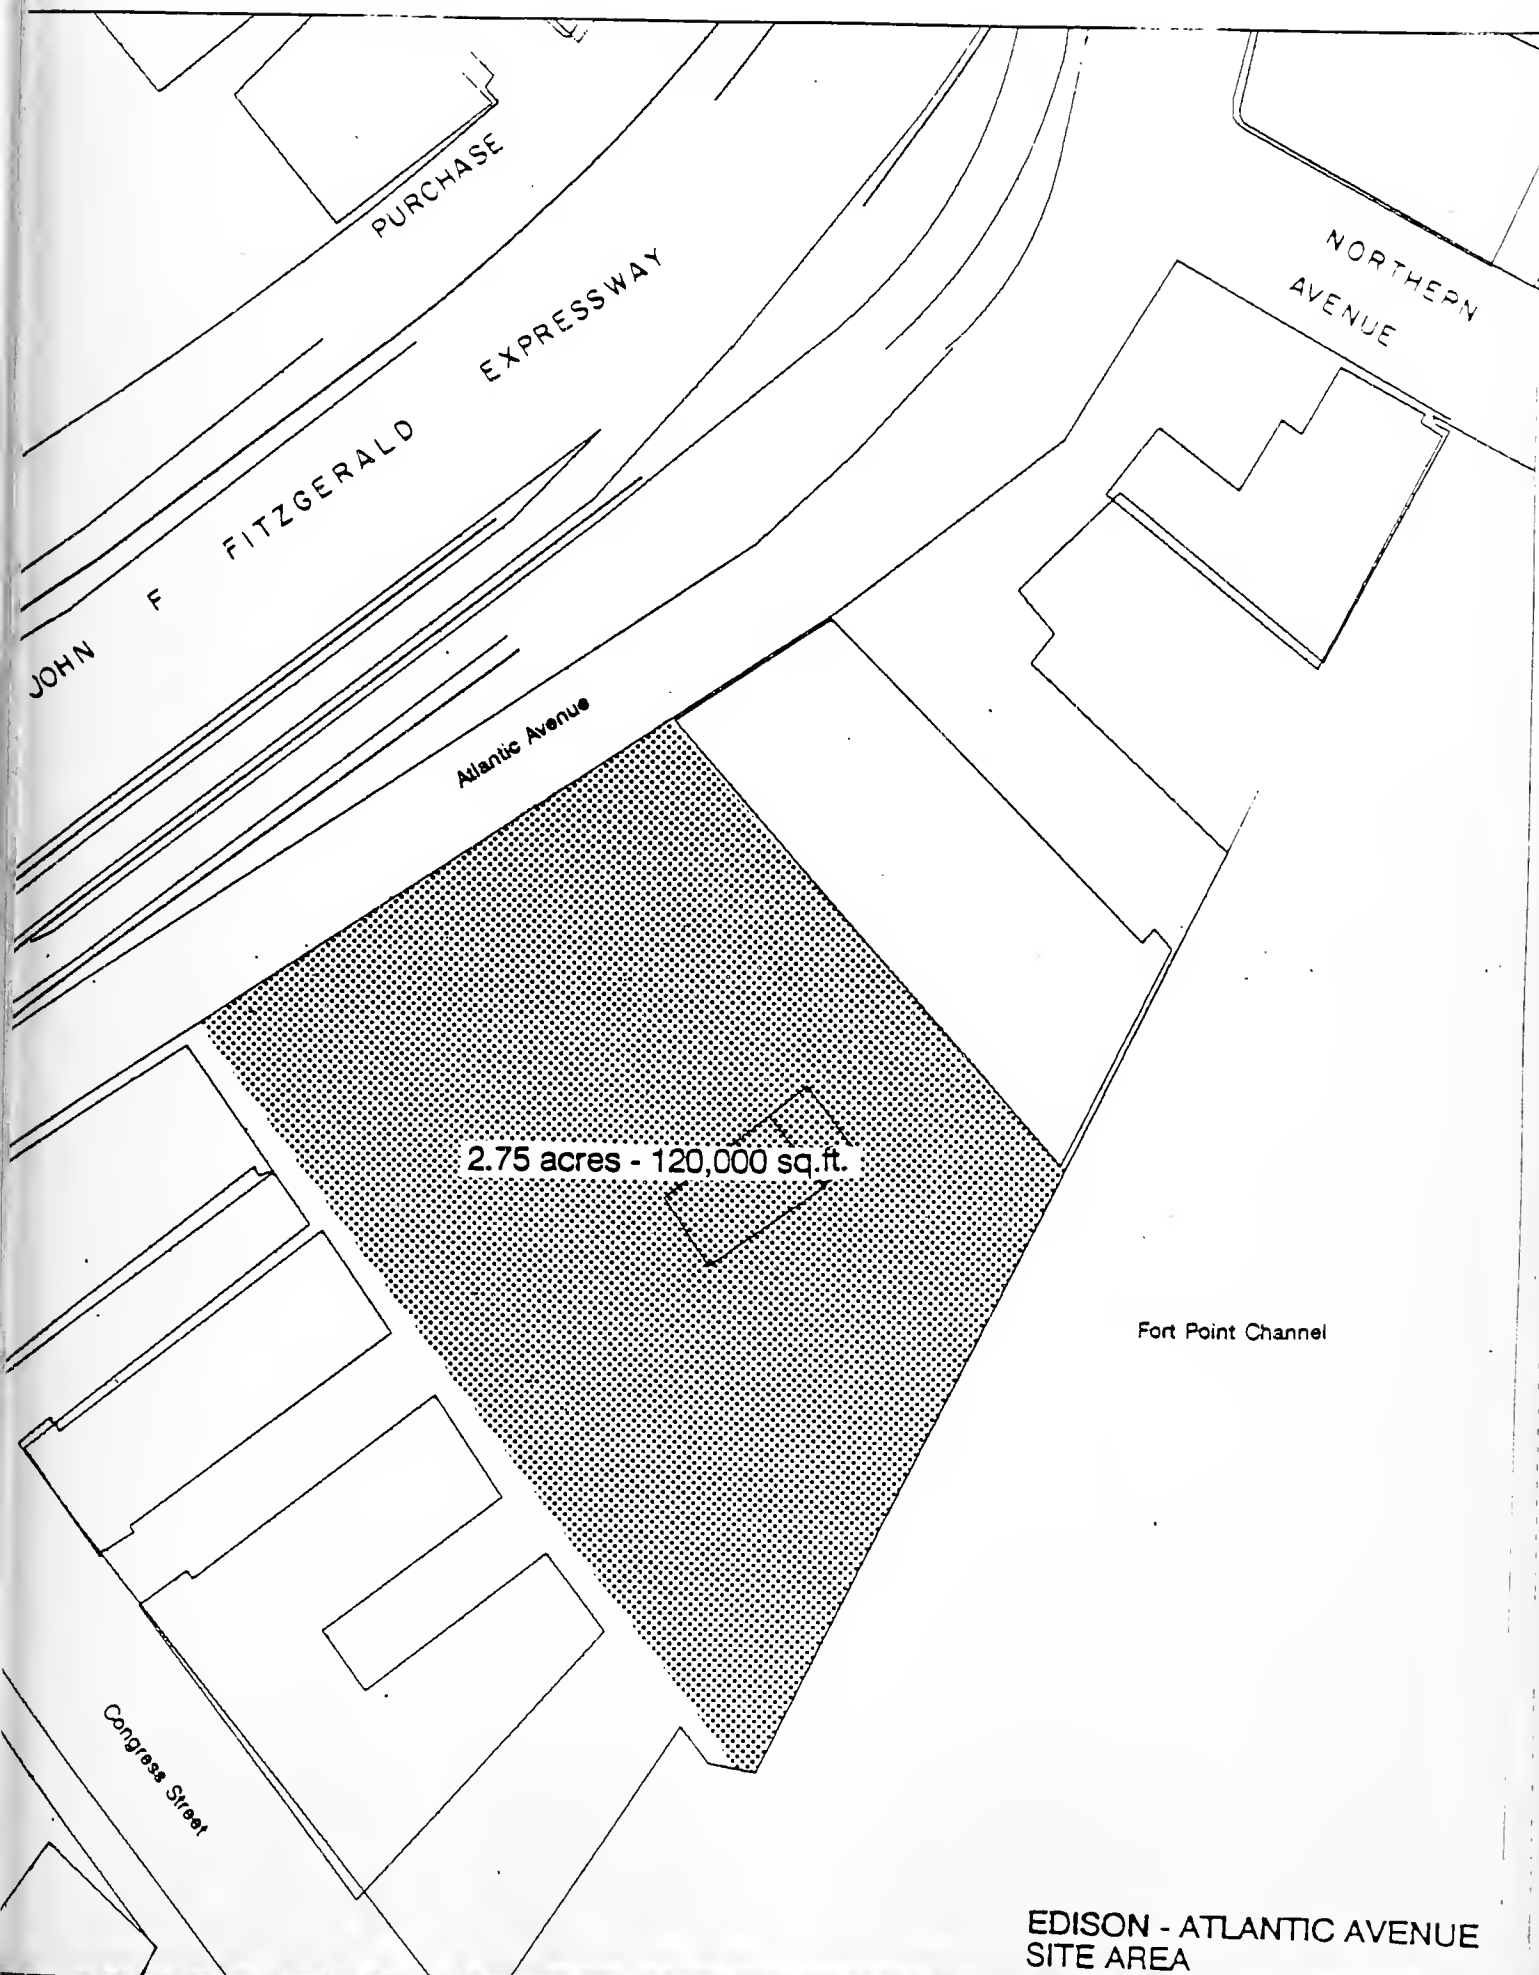 PURCHASE
NORTHERN
AVENUE
JOHN F FITZGERALD EXPRESSWAY
Atlantic Avenue
2.75 acres - 120,000 sq.ft.
Fort Point Channel
Congress Street
EDISON - ATLANTIC AVENUE
SITE AREA